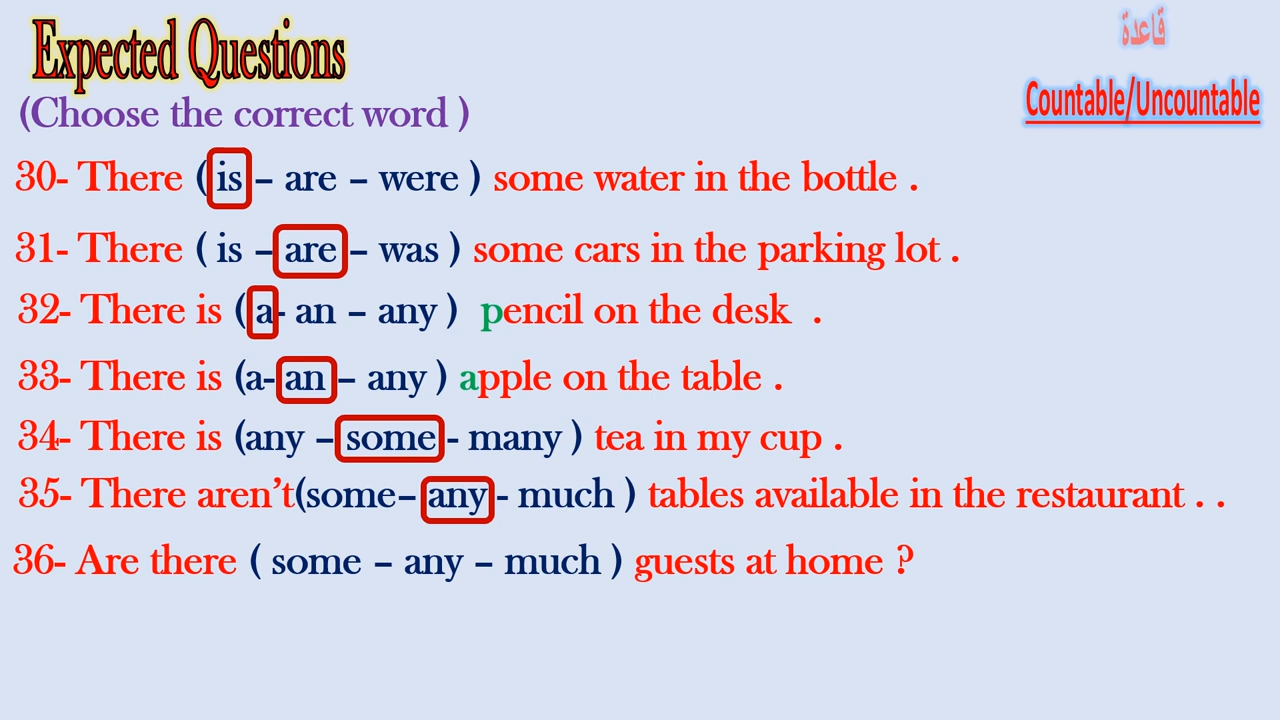 Expected Questions
قاعدة
Countable/Uncountable
(Choose the correct word )
30- There ( is – are – were ) some water in the bottle .
31- There ( is – are – was ) some cars in the parking lot .
32- There is ( a- an – any ) pencil on the desk .
33- There is (a- an – any ) apple on the table .
34- There is (any – some - many ) tea in my cup .
35- There aren’t(some– any - much ) tables available in the restaurant . .
36- Are there ( some – any – much ) guests at home ?